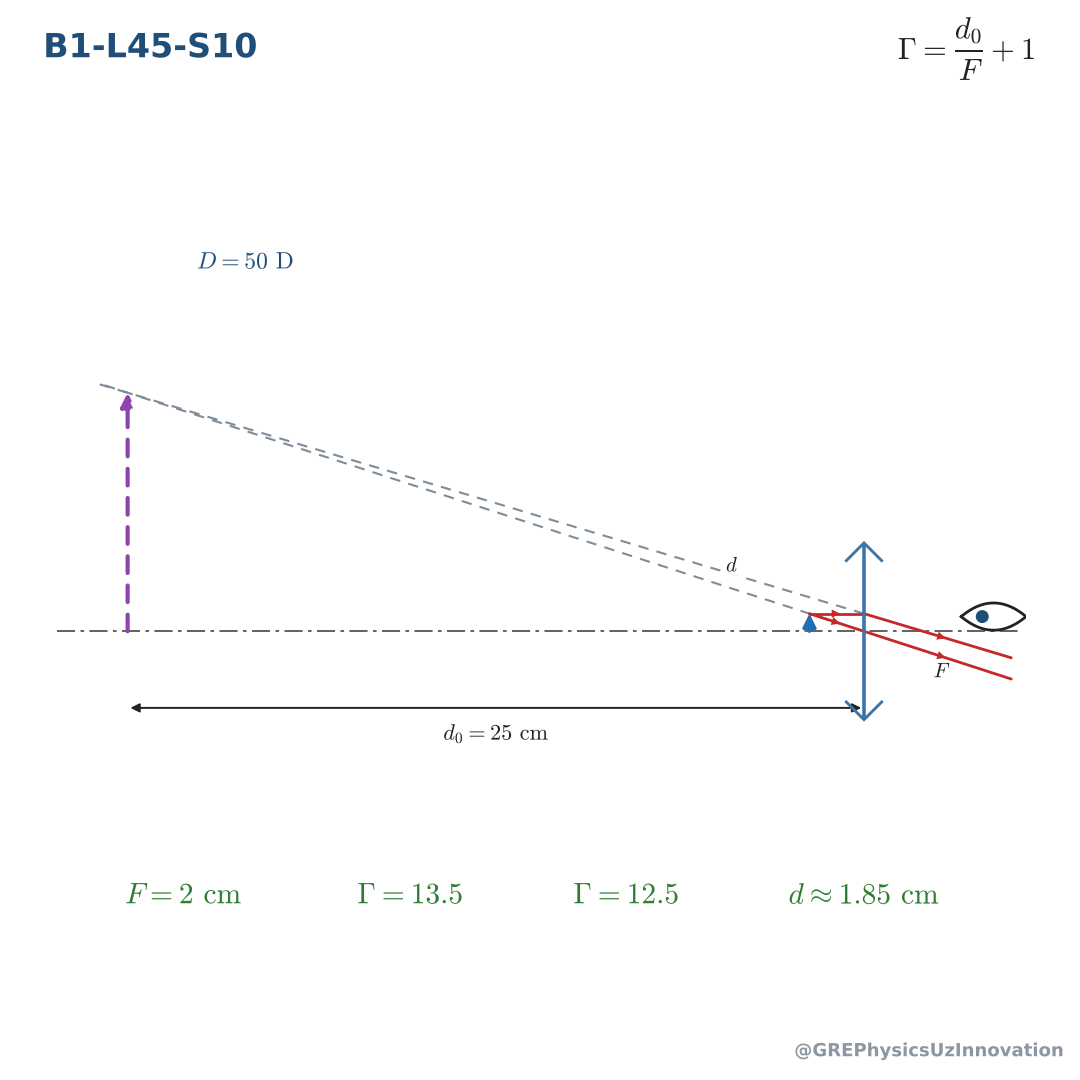 B1-L45-S10
Γ = d₀/F + 1
D = 50 D
d
F
d₀ = 25 cm
F = 2 cm
Γ = 13.5
Γ = 12.5
d ≈ 1.85 cm
@GREPhysicsUzInnovation